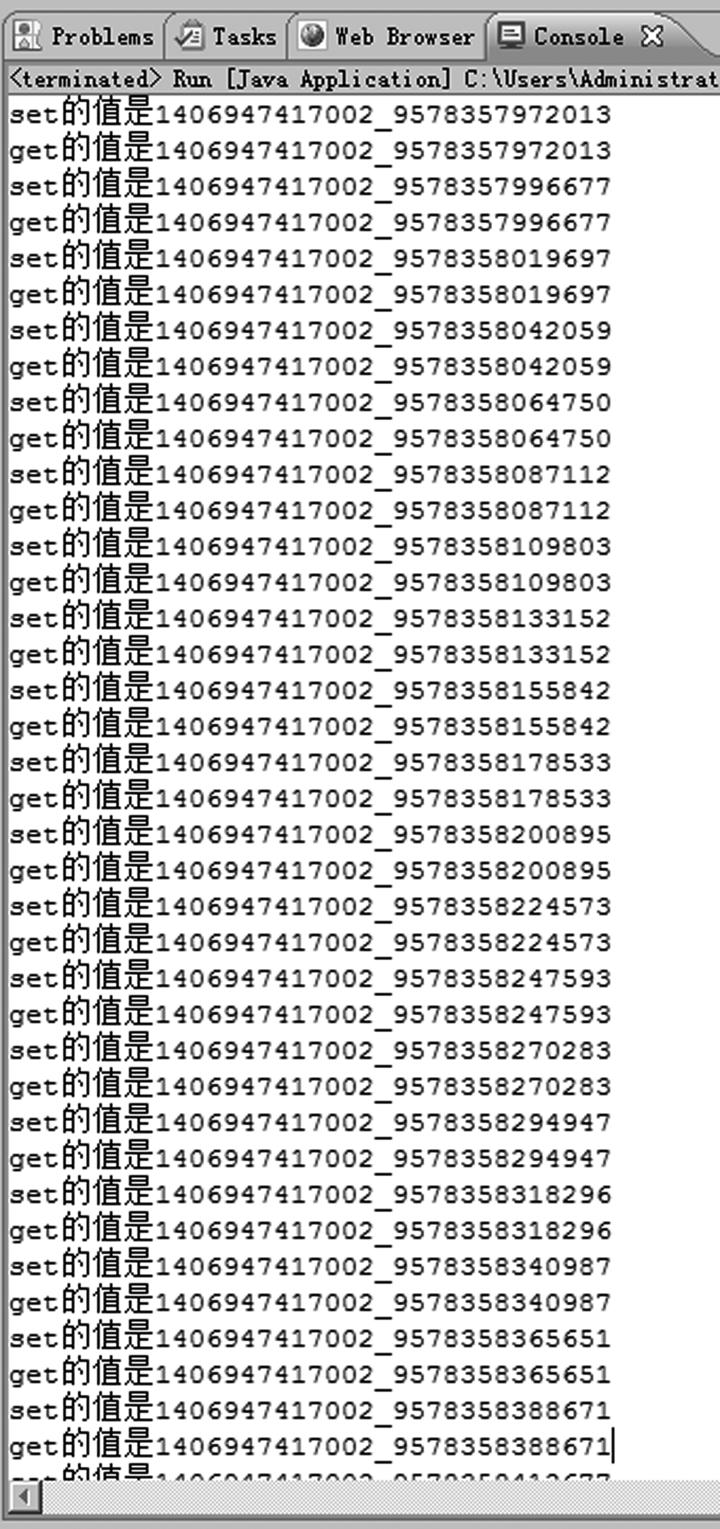 Problems Tasks Web Browser Console
<terminated> Run [Java Application] C:\Users\Administrat
set的值是1406947417002_9578357972013
get的值是1406947417002_9578357972013
set的值是1406947417002_9578357996677
get的值是1406947417002_9578357996677
set的值是1406947417002_9578358019697
get的值是1406947417002_9578358019697
set的值是1406947417002_9578358042059
get的值是1406947417002_9578358042059
set的值是1406947417002_9578358064750
get的值是1406947417002_9578358064750
set的值是1406947417002_9578358087112
get的值是1406947417002_9578358087112
set的值是1406947417002_9578358109803
get的值是1406947417002_9578358109803
set的值是1406947417002_9578358133152
get的值是1406947417002_9578358133152
set的值是1406947417002_9578358155842
get的值是1406947417002_9578358155842
set的值是1406947417002_9578358178533
get的值是1406947417002_9578358178533
set的值是1406947417002_9578358200895
get的值是1406947417002_9578358200895
set的值是1406947417002_9578358224573
get的值是1406947417002_9578358224573
set的值是1406947417002_9578358247593
get的值是1406947417002_9578358247593
set的值是1406947417002_9578358270283
get的值是1406947417002_9578358270283
set的值是1406947417002_9578358294947
get的值是1406947417002_9578358294947
set的值是1406947417002_9578358318296
get的值是1406947417002_9578358318296
set的值是1406947417002_9578358340987
get的值是1406947417002_9578358340987
set的值是1406947417002_9578358365651
get的值是1406947417002_9578358365651
set的值是1406947417002_9578358388671
get的值是1406947417002_9578358388671